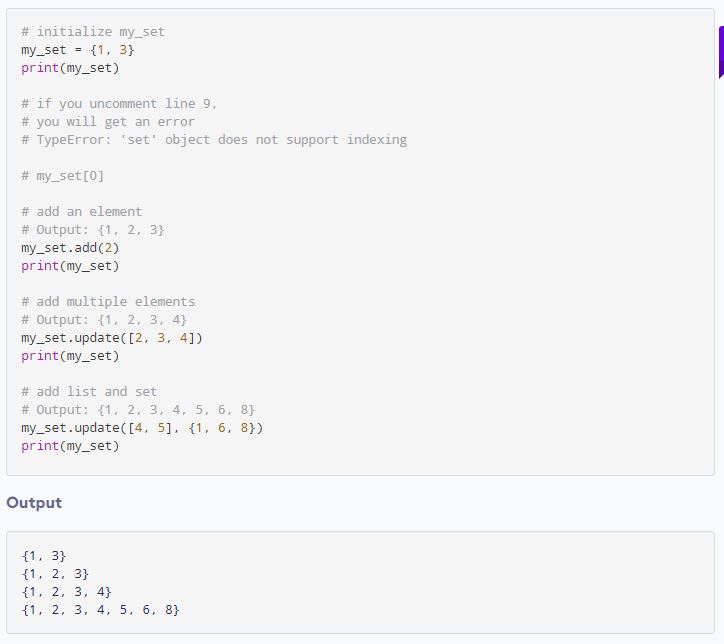 # initialize my_set
my_set = {1, 3}
print(my_set)
# if you uncomment line 9,
# you will get an error
# TypeError: 'set' object does not support indexing
# my_set[0]
# add an element
# Output: {1, 2, 3}
my_set.add(2)
print(my_set)
# add multiple elements
# Output: {1, 2, 3, 4}
my_set.update([2, 3, 4])
print(my_set)
# add list and set
# Output: {1, 2, 3, 4, 5, 6, 8}
my_set.update([4, 5], {1, 6, 8})
print(my_set)
Output
{1, 3}
{1, 2, 3}
{1, 2, 3, 4}
{1, 2, 3, 4, 5, 6, 8}